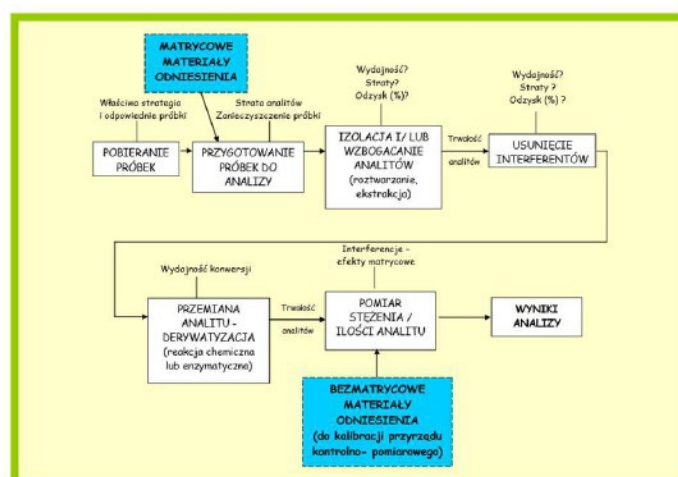 MATRYCOWE
MATERIAŁY
ODNIESIENIA
Właściwa strategia
i odpowiednie próbki
Strata analitów
Zanieczyszczenie próbki
Wydajność?
Straty?
Odzysk (%)?
Wydajność?
Straty ?
Odzysk (%) ?
POBIERANIE
PRÓBEK
PRZYGOTOWANIE
PRÓBEK DO
ANALIZY
IZOLACJA I/ LUB
WZBOGACANIE
ANALITÓW
(roztwarzanie,
ekstrakcja)
Trwałość
analitów
USUNIĘCIE
INTERFERENTÓW
Wydajność konwersji
Interferencje -
efekty matrycowe
PRZEMIANA
ANALITU -
DERYWATYZACJA
(reakcja chemiczna
lub enzymatyczna)
Trwałość
analitów
POMIAR
STĘŻENIA /
ILOŚCI ANALITU
WYNIKI
ANALIZY
BEZMATRYCOWE
MATERIAŁY
ODNIESIENIA
(do kalibracji przyrządu
kontrolno- pomiarowego)